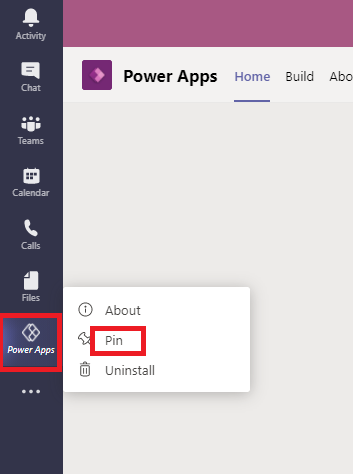 Activity
Chat
Teams
Calendar
Calls
Files
Power Apps
Power Apps Home Build Abo
About
Pin
Uninstall